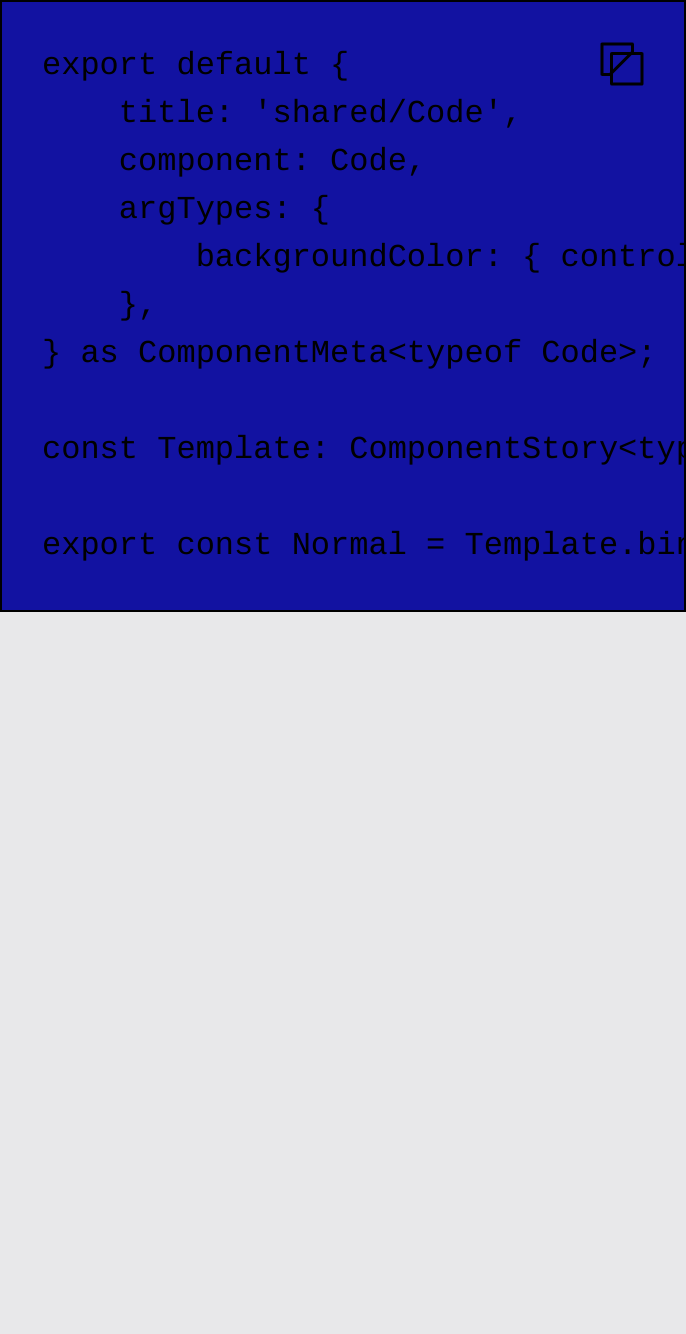 export default {
    title: 'shared/Code',
    component: Code,
    argTypes: {
        backgroundColor: { control
    },
} as ComponentMeta<typeof Code>;
const Template: ComponentStory<typ
export const Normal = Template.bin